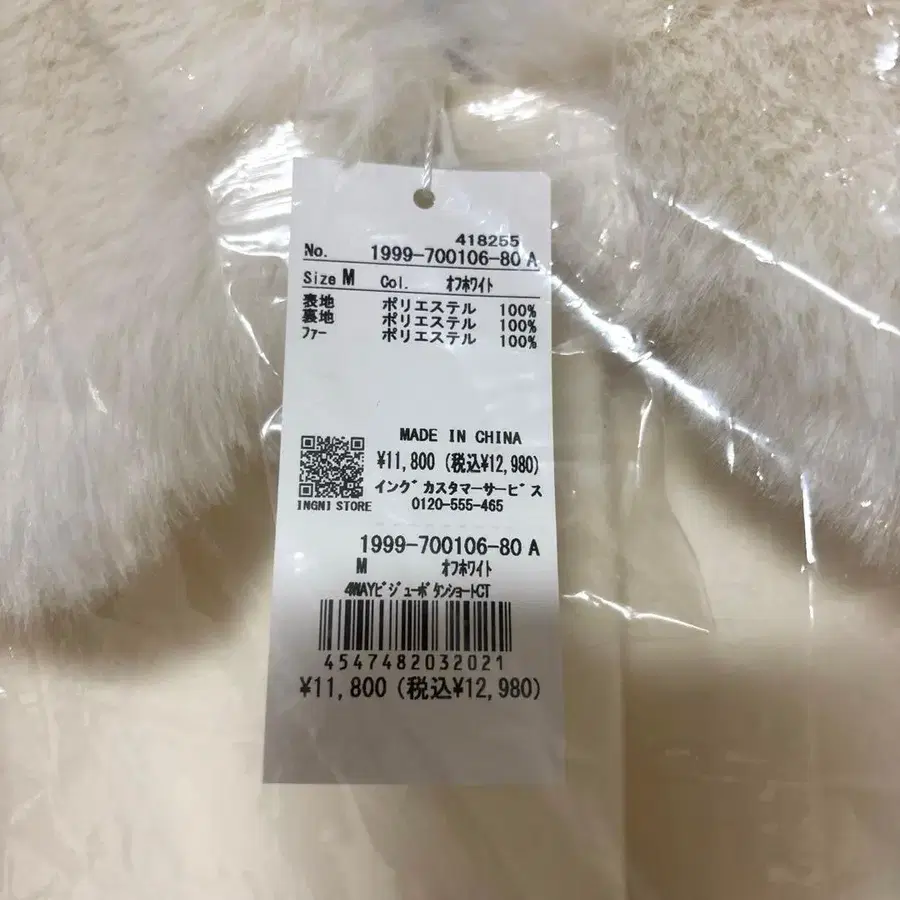 418255
No. 1999-700106-80 A
Size M Col. ｵﾌﾎﾜｲﾄ
表地 ポリエステル 100%
裏地 ポリエステル 100%
ﾌｧｰ ポリエステル 100%
MADE IN CHINA
¥11,800 (税込¥12,980)
イングカスタマーサービス
INGNI STORE 0120-555-465
1999-700106-80 A
M ｵﾌﾎﾜｲﾄ
4WAYﾋﾞｼﾞｭｰﾎﾞﾀﾝｼｮｰﾄCT
4547482032021
¥11,800 (税込¥12,980)